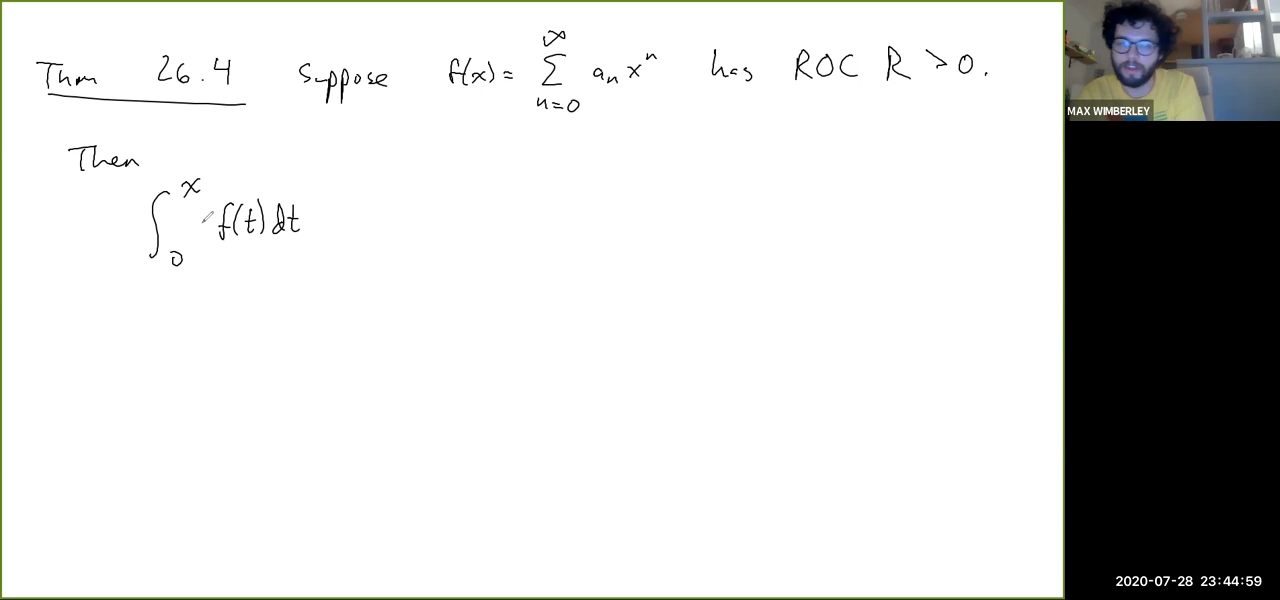 Thm 26.4 Suppose f(x) = ∑_{n=0}^{∞} a_n x^n has ROC R > 0.
Then
∫_0^x f(t) dt
MAX WIMBERLEY
2020-07-28 23:44:59